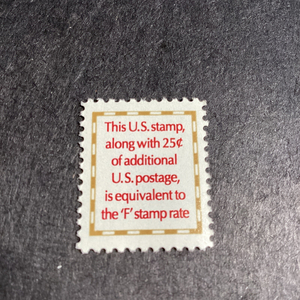 This U.S. stamp,
along with 25¢
of additional
U.S. postage,
is equivalent to
the 'F' stamp rate